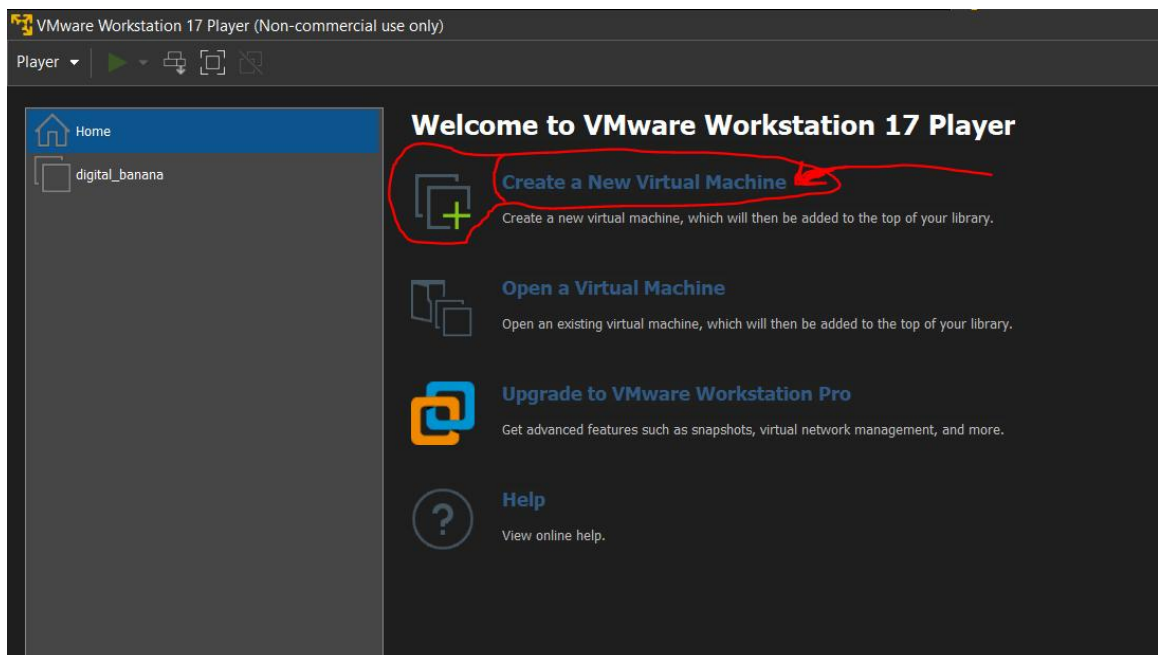 VMware Workstation 17 Player (Non-commercial use only)
Player
Home
digital_banana
Welcome to VMware Workstation 17 Player
Create a New Virtual Machine
Create a new virtual machine, which will then be added to the top of your library.
Open a Virtual Machine
Open an existing virtual machine, which will then be added to the top of your library.
Upgrade to VMware Workstation Pro
Get advanced features such as snapshots, virtual network management, and more.
?
Help
View online help.